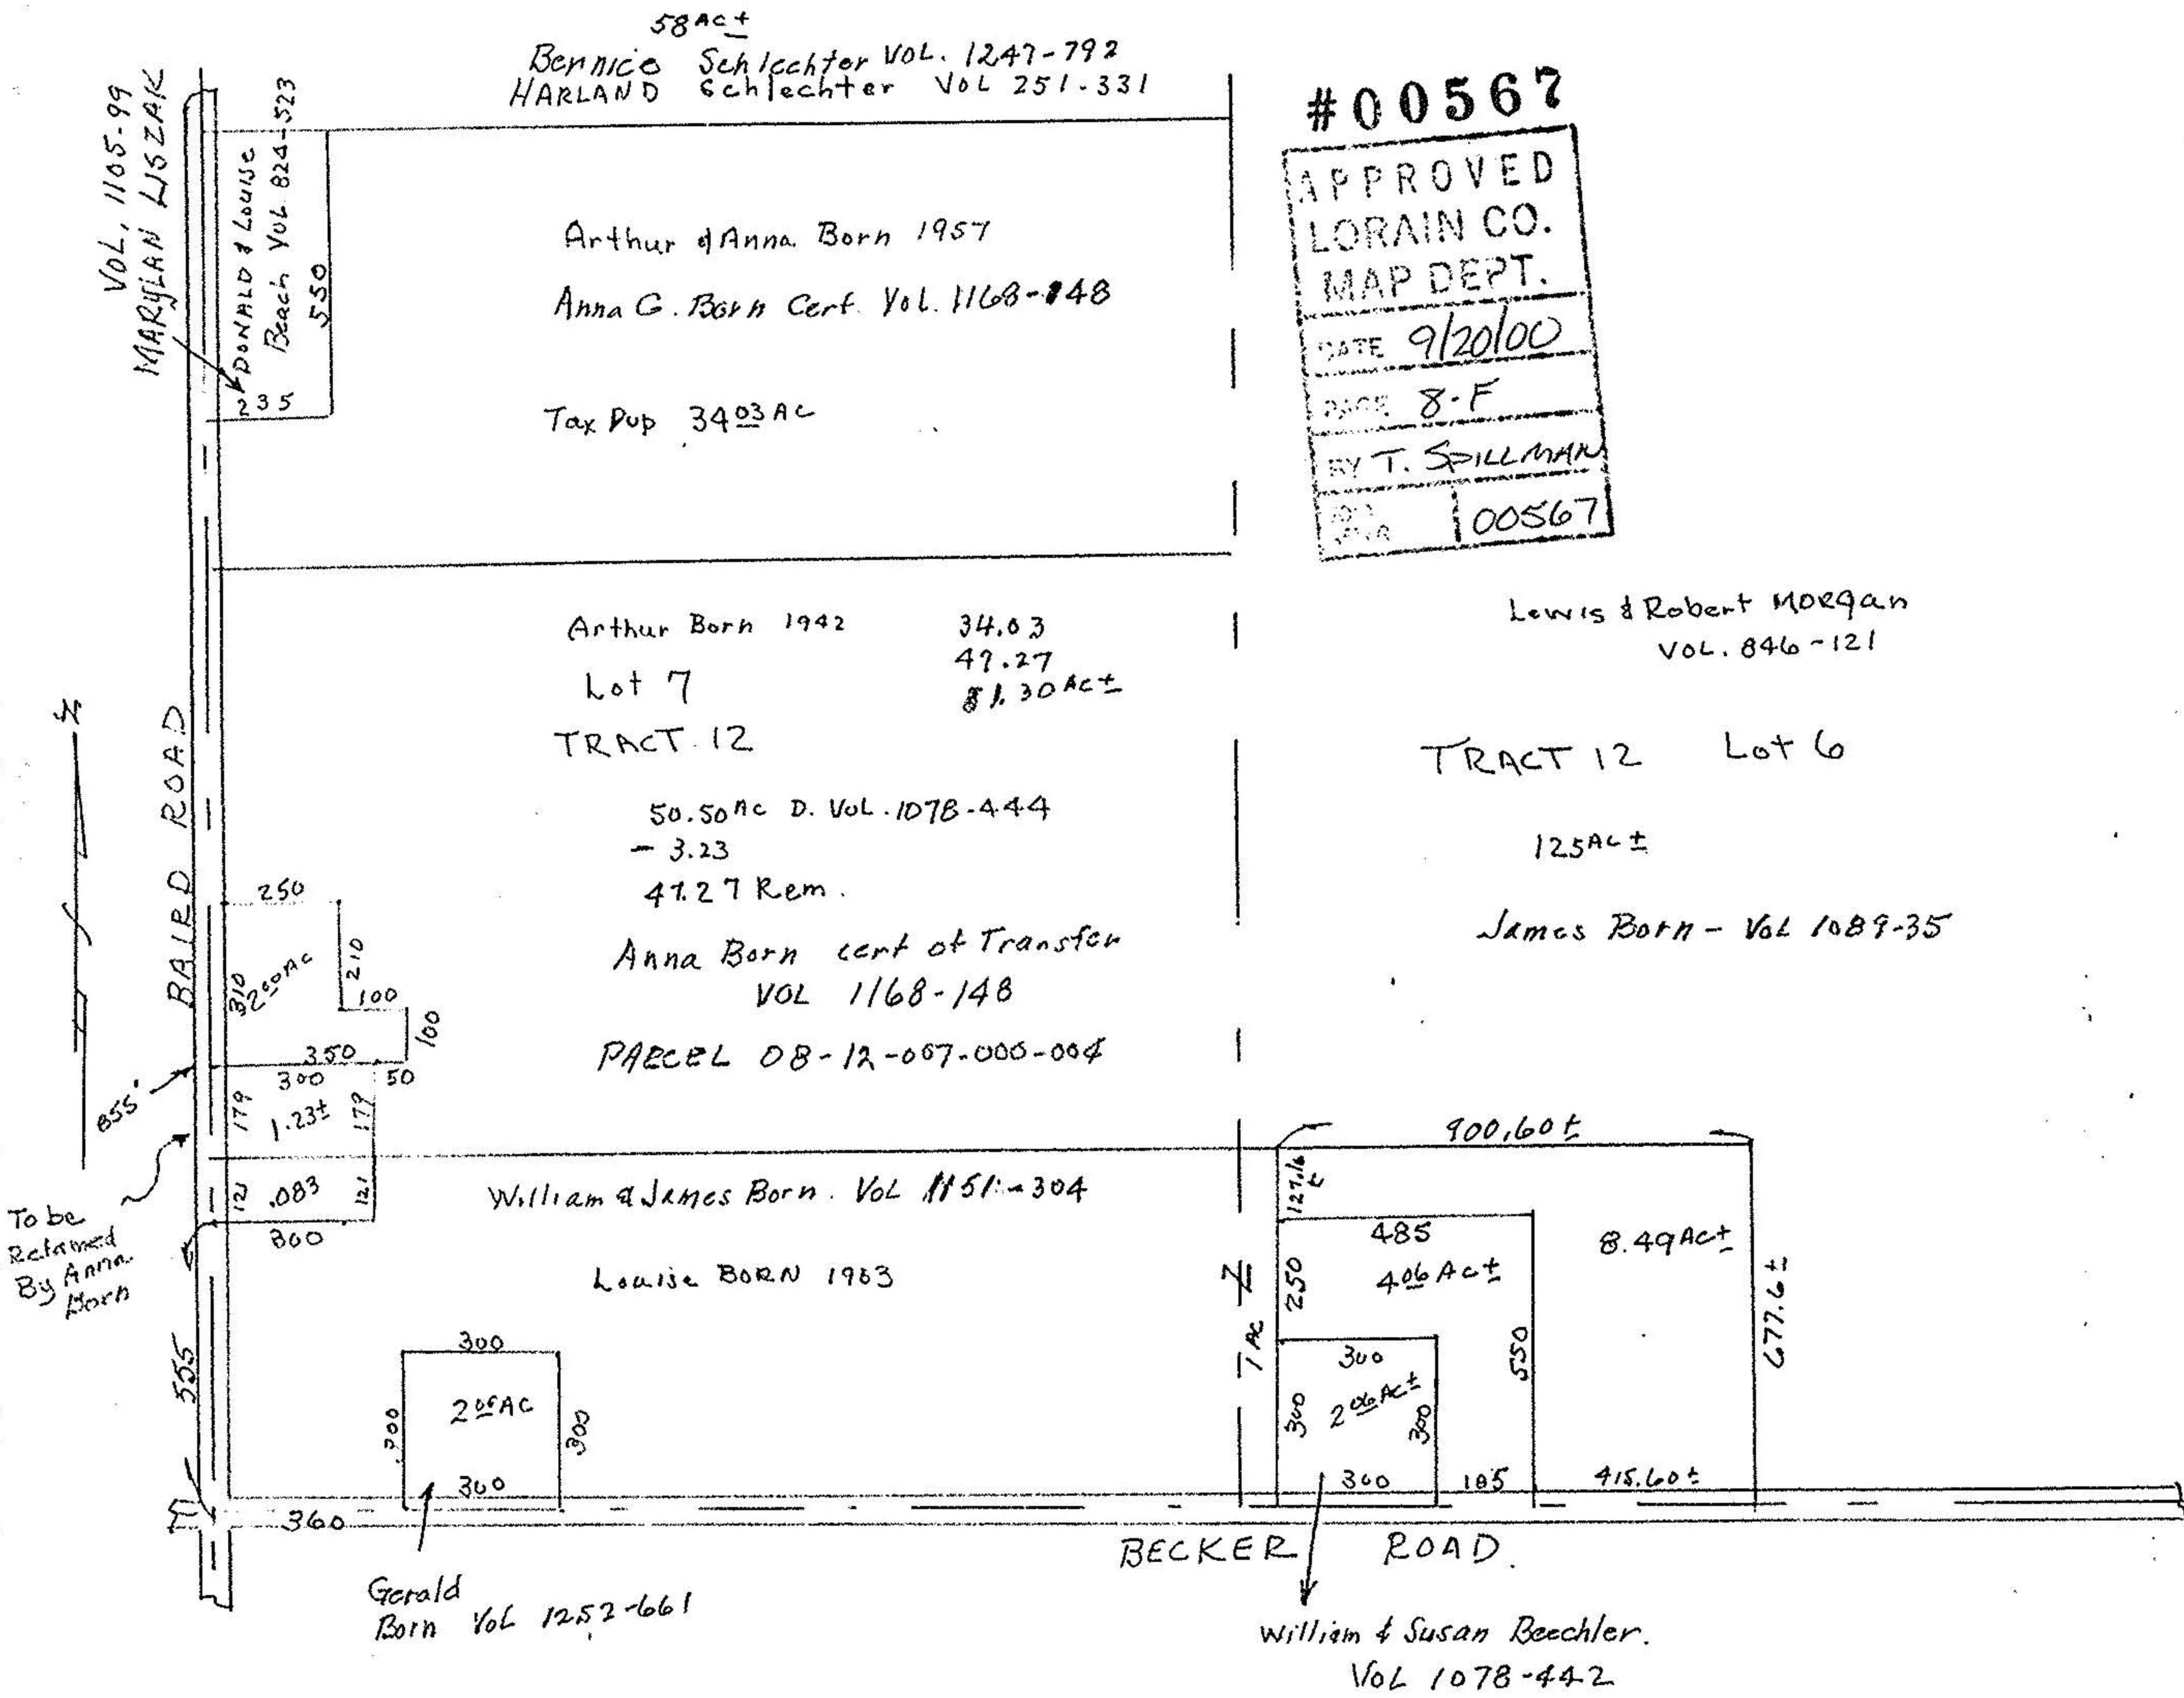 58 AC ±
Bernice Schlechter VOL. 1247-792
HARLAND Schlechter VOL 251-331
#00567
APPROVED
LORAIN CO.
MAP DEPT.
DATE 9/20/00
PAGE 8-F
BY T. SPILLMAN
00567
VOL. 1105-99
MARYLAN LISZAK
DONALD & LOUISE
Beach VOL 824-523
550
235
Arthur & Anna Born 1957
Anna G. Born Cert. Vol. 1168-148
Tax Dup 34.03 AC
Arthur Born 1942
Lot 7
TRACT 12
34.03
47.27
81.30 AC ±
50.50 AC D. VOL. 1078-444
- 3.23
47.27 Rem.
Anna Born cert of Transfer
VOL 1168-148
PARCEL 08-12-007-000-004
Lewis & Robert MORgan
VOL. 846-121
TRACT 12 Lot 6
125 AC ±
James Born - Vol 1089-35
BAIRD ROAD
N
250
310
2.00 AC
210
100
100
350
300
50
855'
179
1.23 ±
179
121
.083
121
300
To be
Retained
By Anna
Born
555
William & James Born. Vol 1151-304
Louise BORN 1963
300
300
2.06 AC
300
300
360
Gerald
Born Vol 1252-661
1 AC
Z
900.60 ±
127.16 ±
485
250
4.06 AC ±
8.49 AC ±
550
677.6 ±
300
300
2.06 AC ±
300
300
185
415.60 ±
BECKER ROAD.
William & Susan Beechler.
VOL 1078-442